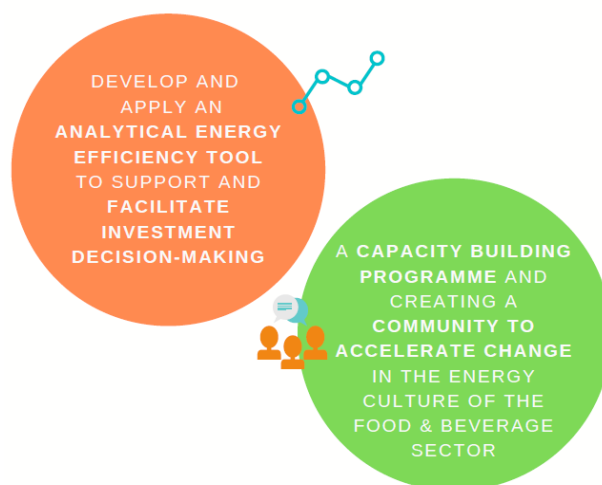 DEVELOP AND
APPLY AN
ANALYTICAL ENERGY
EFFICIENCY TOOL
TO SUPPORT AND
FACILITATE
INVESTMENT
DECISION-MAKING
A CAPACITY BUILDING
PROGRAMME AND
CREATING A
COMMUNITY TO
ACCELERATE CHANGE
IN THE ENERGY
CULTURE OF THE
FOOD & BEVERAGE
SECTOR